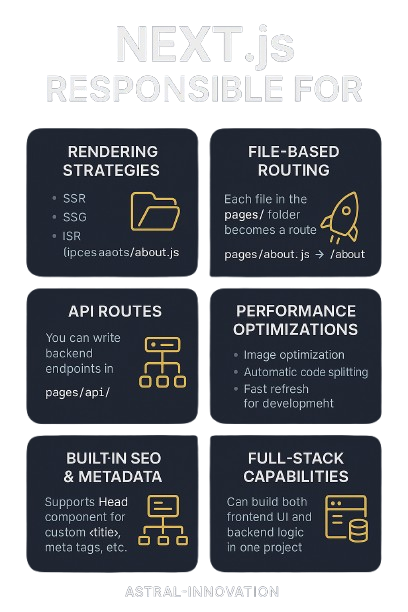 NEXT.js
RESPONSIBLE FOR
RENDERING
STRATEGIES
• SSR
• SSG
• ISR
(ipces aaots/about.js
FILE-BASED
ROUTING
Each file in the
pages/ folder
becomes a route
pages/about.js → /about
API ROUTES
You can write
backend
endpoints in
pages/api/
PERFORMANCE
OPTIMIZATIONS
• Image optimization
• Automatic code splitting
• Fast refresh
for development
BUILT-IN SEO
& METADATA
Supports Head
component for
custom <title>,
meta tags, etc.
FULL-STACK
CAPABILITIES
Can build both
frontend UI and
backend logic
in one project
ASTRAL-INNOVATION